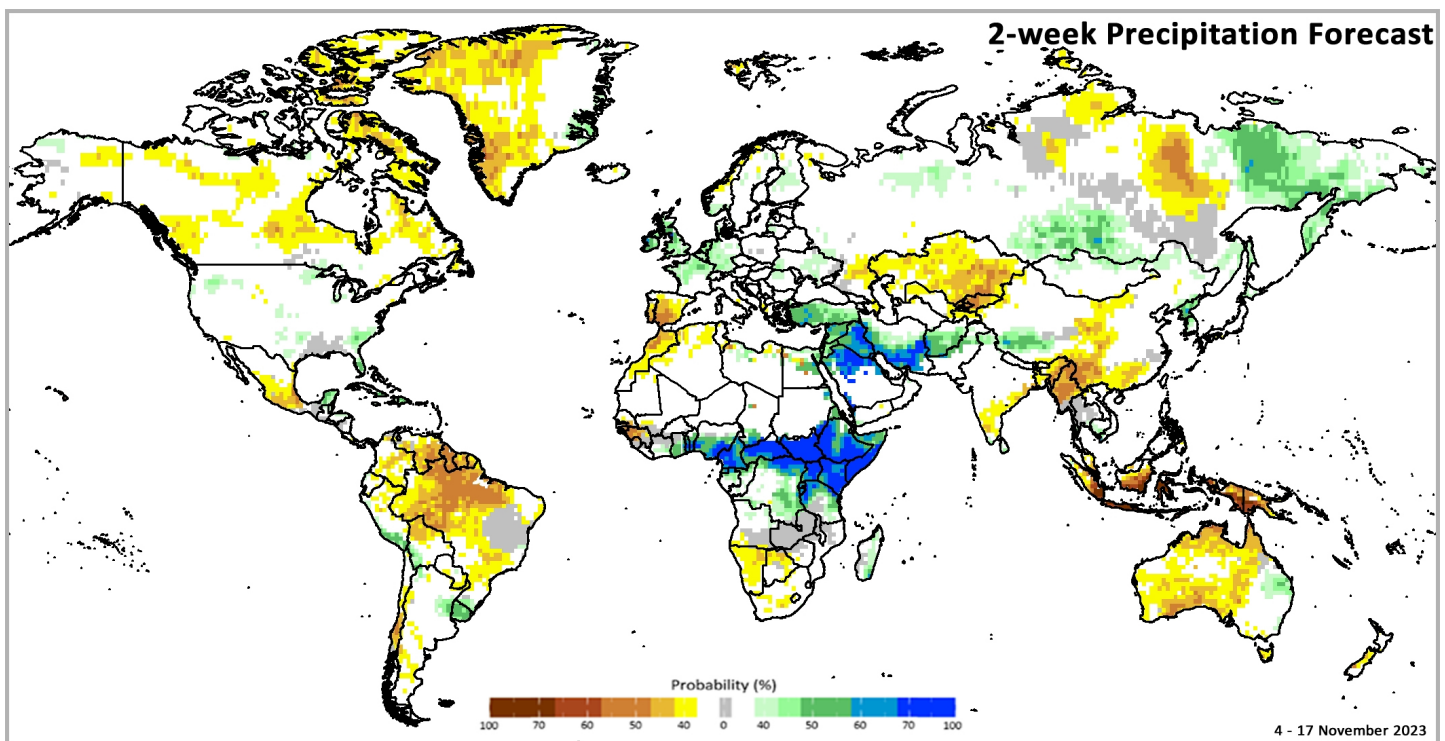 2-week Precipitation Forecast
Probability (%)
100 70 60 50 40 0 40 50 60 70 100
4 - 17 November 2023